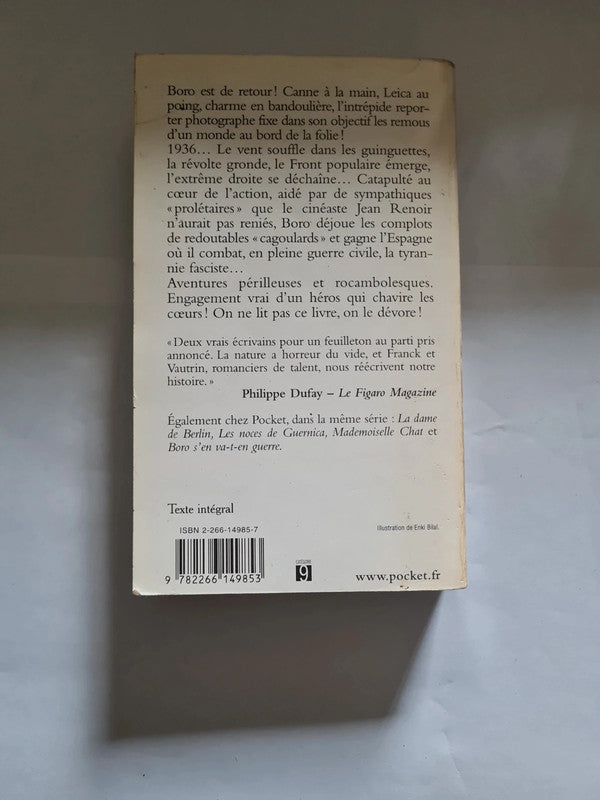 Boro est de retour ! Canne à la main, Leica au
poing, charme en bandoulière, l'intrépide repor-
ter photographe fixe dans son objectif les remous
d'un monde au bord de la folie !
1936... Le vent souffle dans les guinguettes,
la révolte gronde, le Front populaire émerge,
l'extrême droite se déchaîne... Catapulté au
cœur de l'action, aidé par de sympathiques
« prolétaires » que le cinéaste Jean Renoir
n'aurait pas reniés, Boro déjoue les complots
de redoutables « cagoulards » et gagne l'Espagne
où il combat, en pleine guerre civile, la tyran-
nie fasciste...
Aventures périlleuses et rocambolesques.
Engagement vrai d'un héros qui chavire les
cœurs ! On ne lit pas ce livre, on le dévore !
« Deux vrais écrivains pour un feuilleton au parti pris
annoncé. La nature a horreur du vide, et Franck et
Vautrin, romanciers de talent, nous réécrivent notre
histoire. »
Philippe Dufay – Le Figaro Magazine
Également chez Pocket, dans la même série : La dame
de Berlin, Les noces de Guernica, Mademoiselle Chat et
Boro s'en va-t-en guerre.
Texte intégral
ISBN 2-266-14985-7
Illustration de Enki Bilal.
9 782266 149853
CATÉGORIE
9
www.pocket.fr